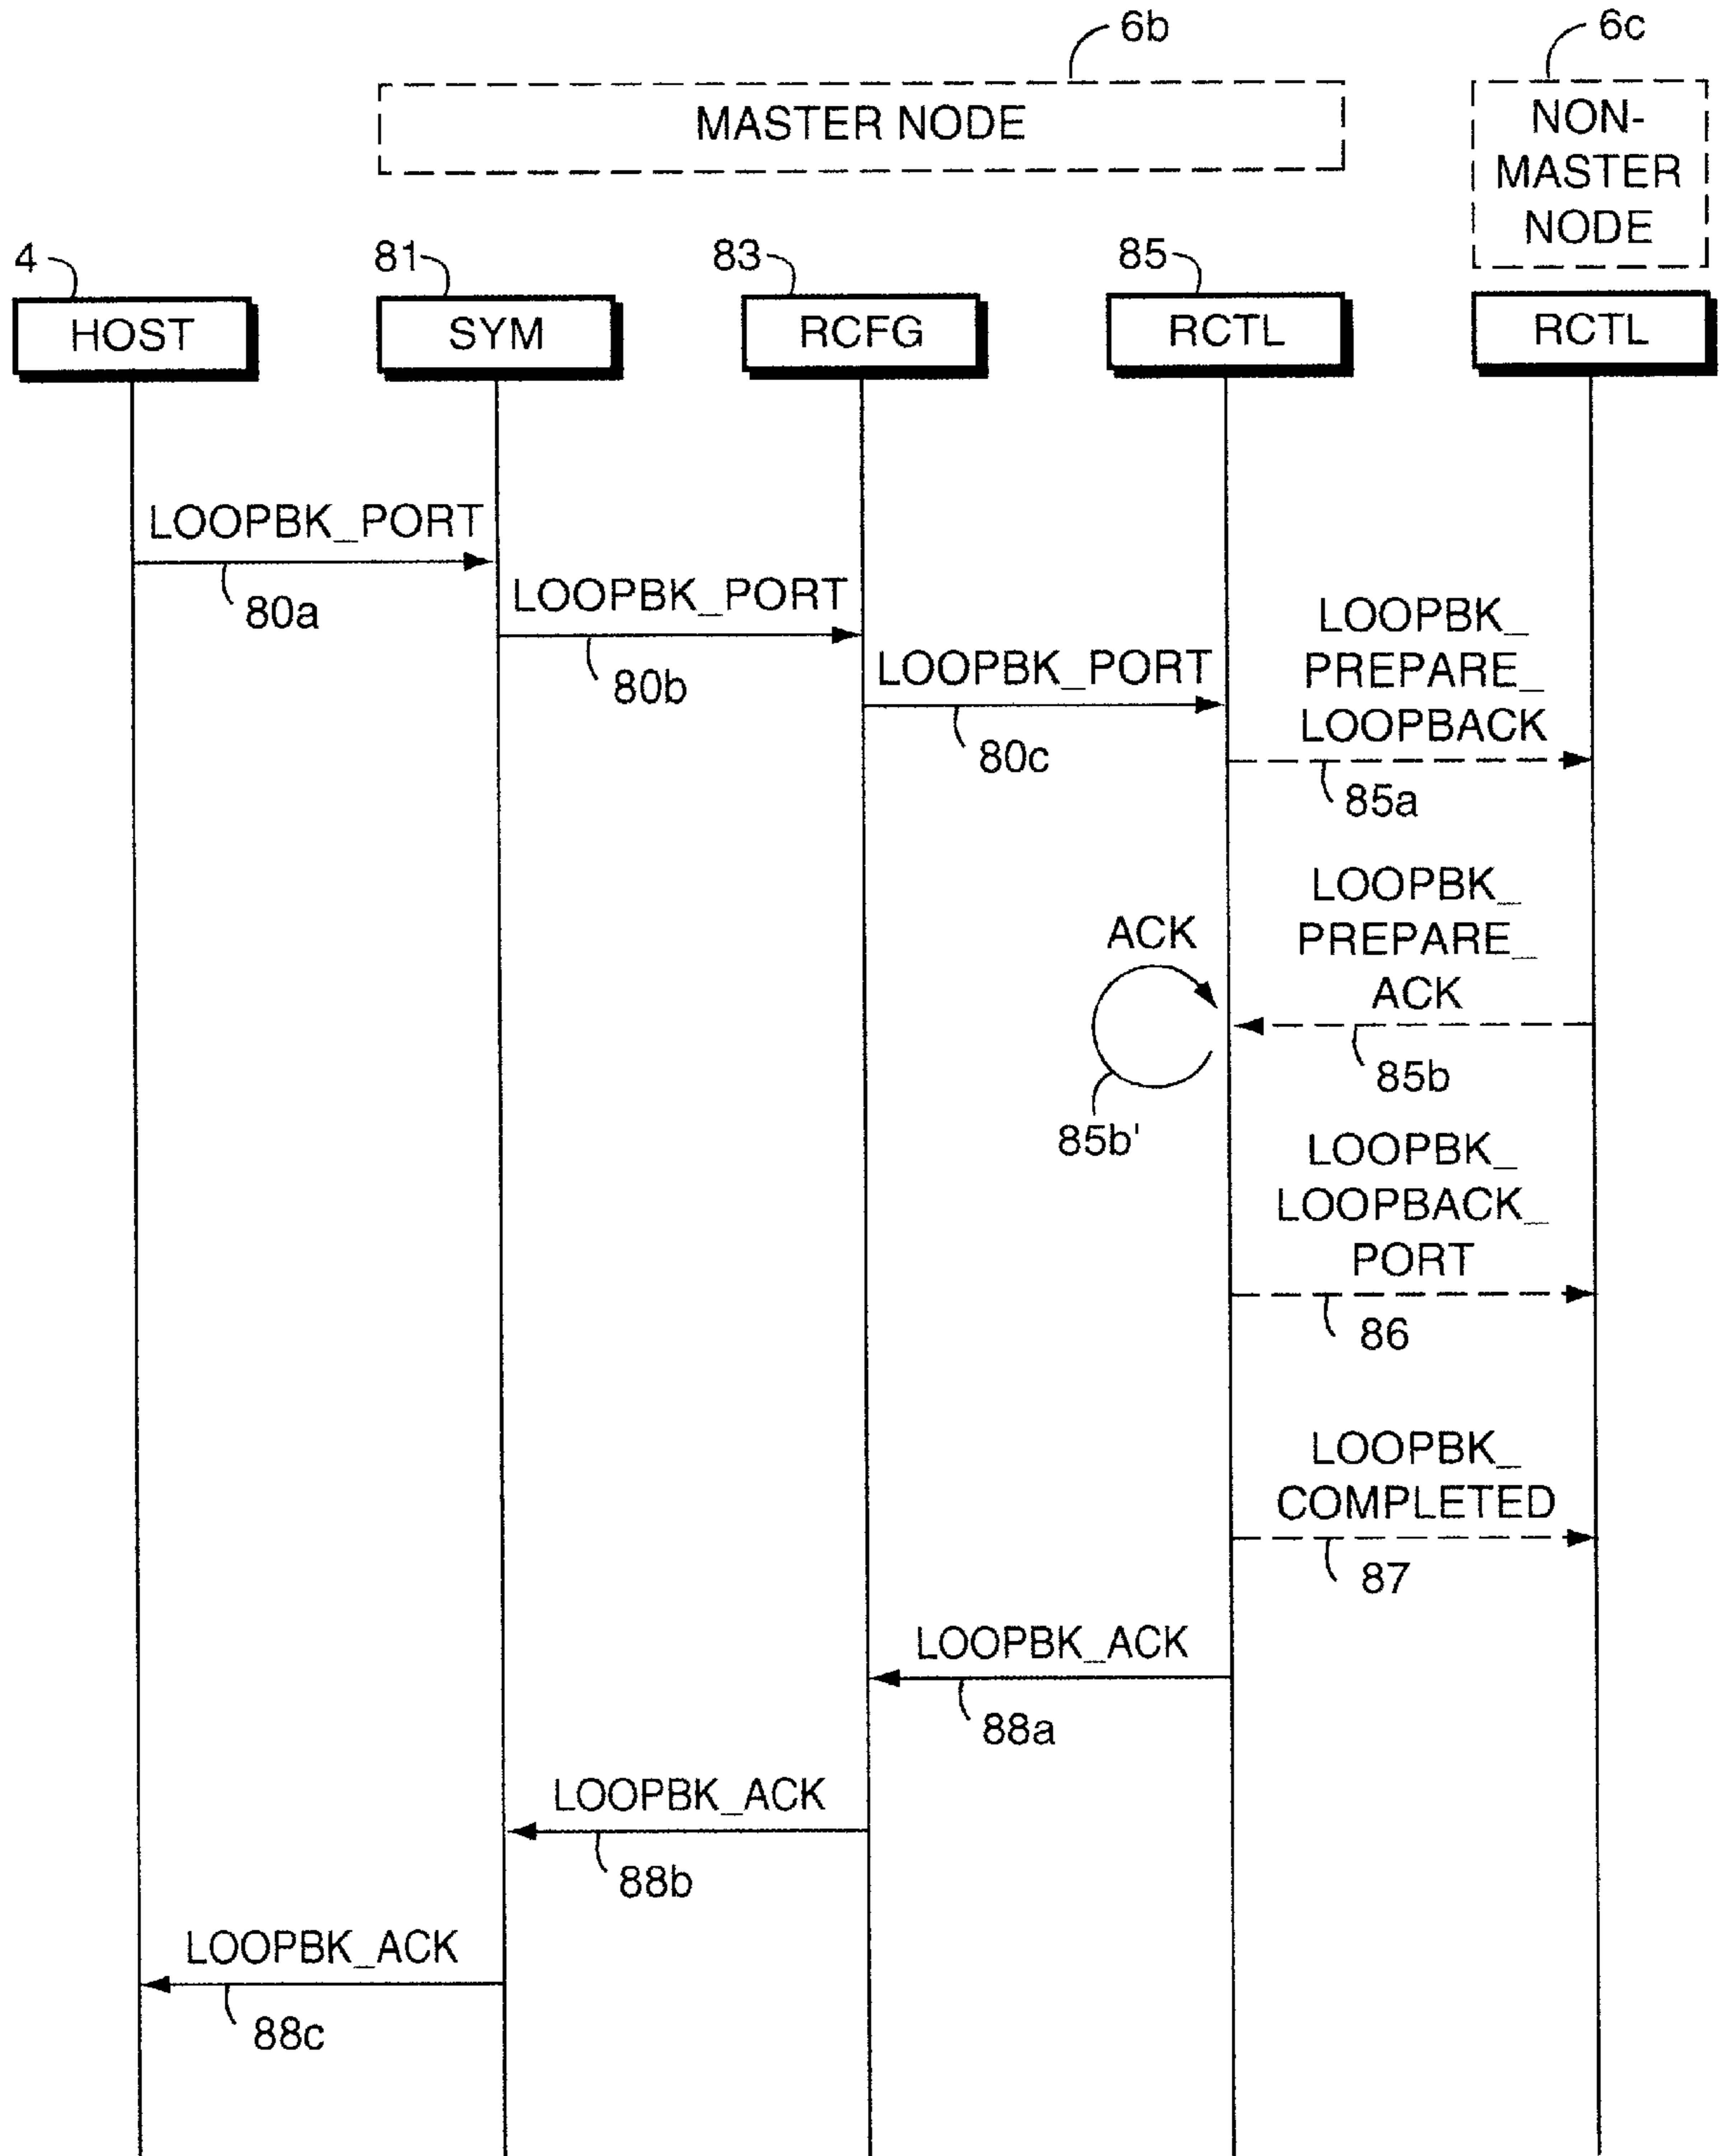 6b
6c
MASTER NODE
NON-
MASTER
NODE
4
81
83
85
HOST
SYM
RCFG
RCTL
RCTL
LOOPBK_PORT
80a
LOOPBK_PORT
80b
LOOPBK_PORT
80c
LOOPBK_
PREPARE_
LOOPBACK
85a
LOOPBK_
PREPARE_
ACK
85b
ACK
85b'
LOOPBK_
LOOPBACK_
PORT
86
LOOPBK_
COMPLETED
87
LOOPBK_ACK
88a
LOOPBK_ACK
88b
LOOPBK_ACK
88c